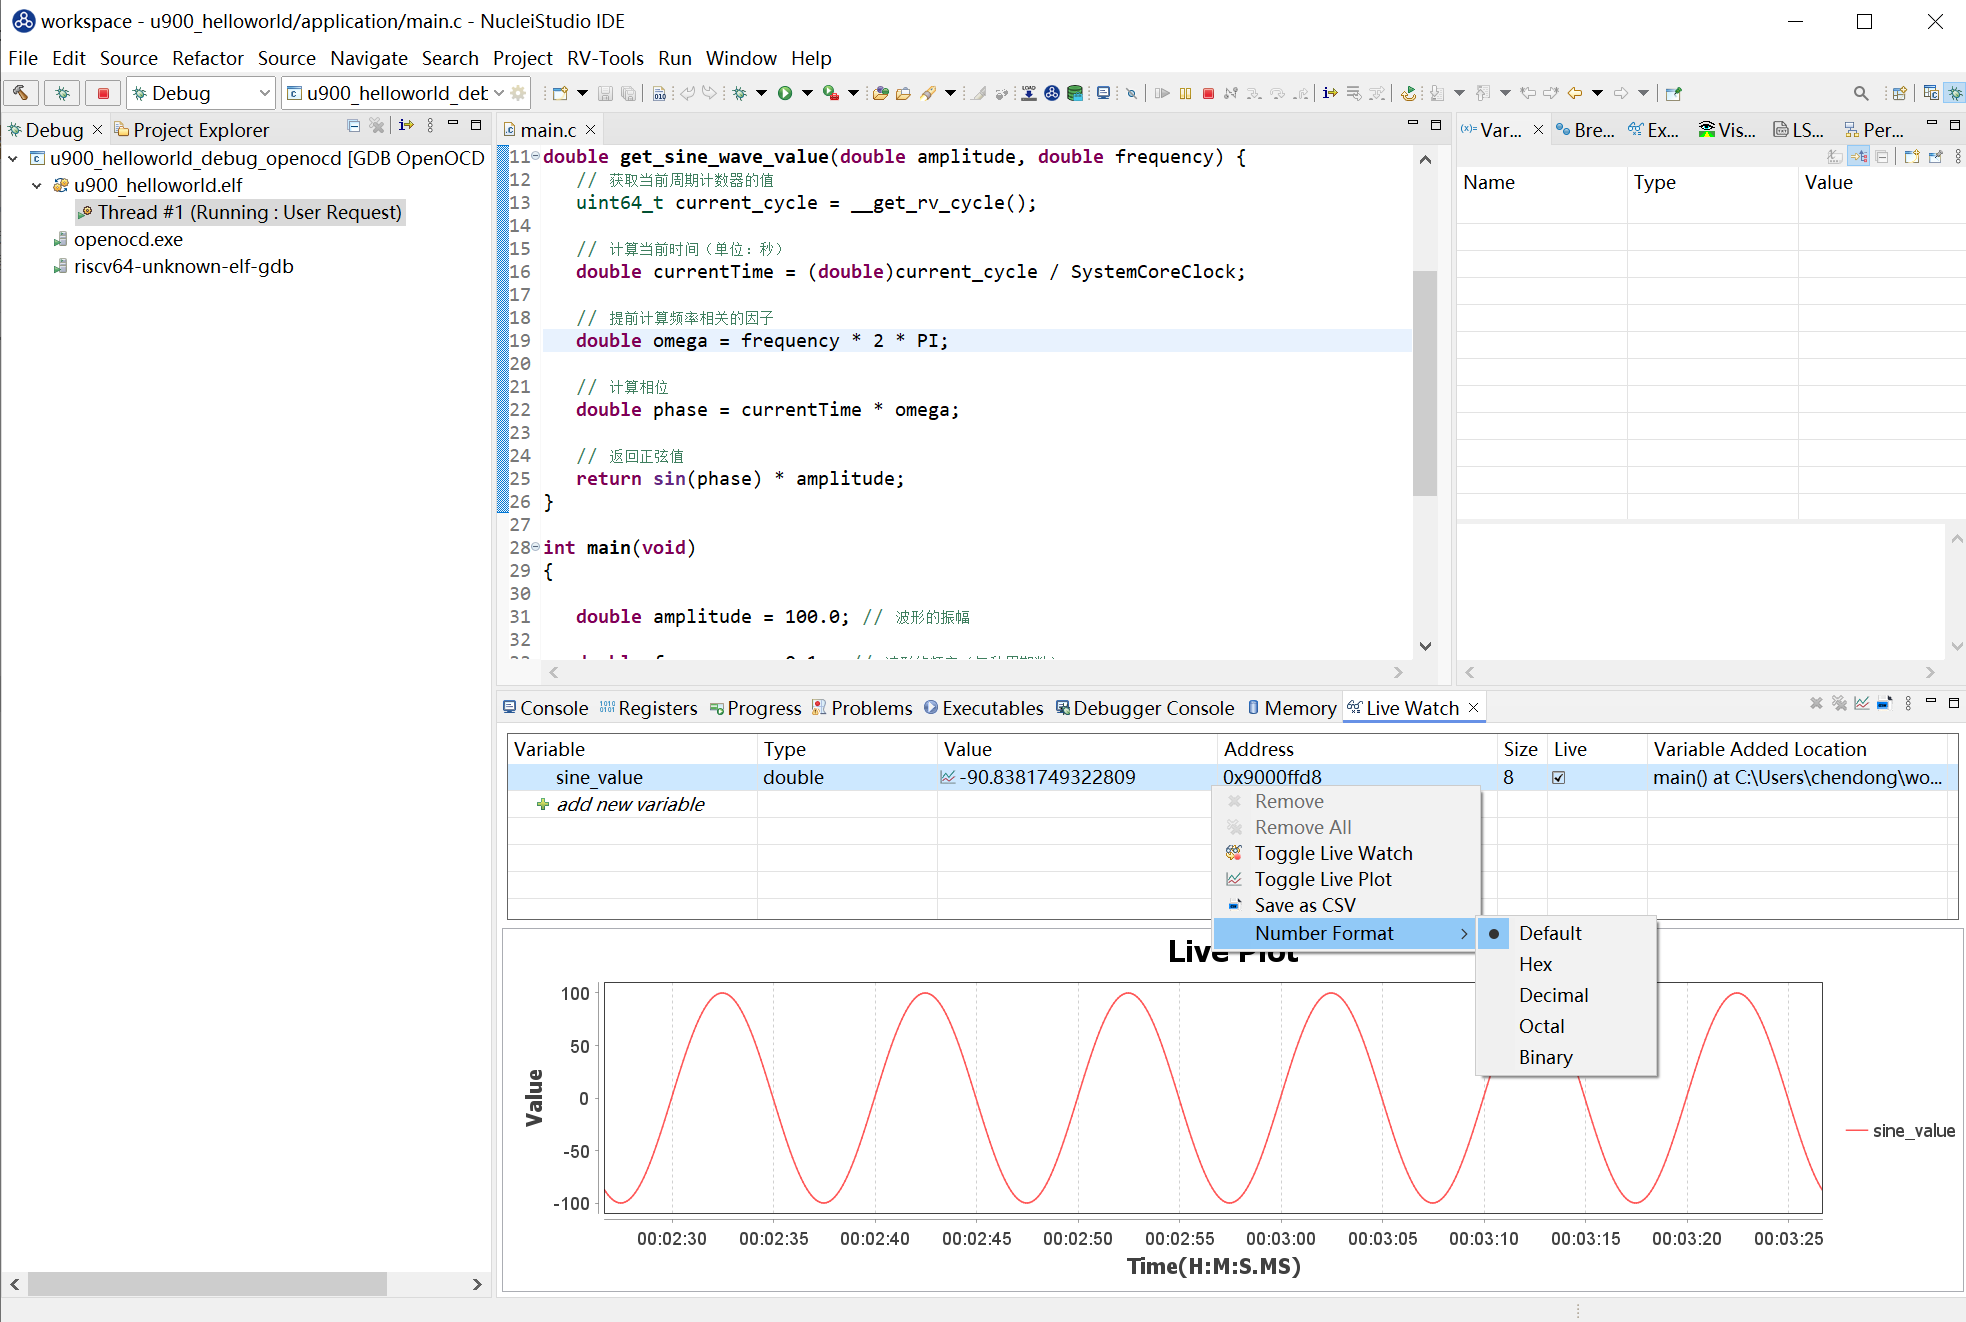 workspace - u900_helloworld/application/main.c - NucleiStudio IDE
File Edit Source Refactor Source Navigate Search Project RV-Tools Run Window Help
Debug
u900_helloworld_det
Debug
Project Explorer
u900_helloworld_debug_openocd [GDB OpenOCD
u900_helloworld.elf
Thread #1 (Running : User Request)
openocd.exe
riscv64-unknown-elf-gdb
main.c
11 double get_sine_wave_value(double amplitude, double frequency) {
12 // 获取当前周期计数器的值
13 uint64_t current_cycle = __get_rv_cycle();
14
15 // 计算当前时间（单位：秒）
16 double currentTime = (double)current_cycle / SystemCoreClock;
17
18 // 提前计算频率相关的因子
19 double omega = frequency * 2 * PI;
20
21 // 计算相位
22 double phase = currentTime * omega;
23
24 // 返回正弦值
25 return sin(phase) * amplitude;
26 }
27
28 int main(void)
29 {
30
31 double amplitude = 100.0; // 波形的振幅
32
Var...
Bre...
Ex...
Vis...
LS...
Per...
Name Type Value
Console
Registers
Progress
Problems
Executables
Debugger Console
Memory
Live Watch
Variable Type Value Address Size Live Variable Added Location
sine_value double -90.8381749322809 0x9000ffd8 8 main() at C:\Users\chendong\wo...
add new variable
Remove
Remove All
Toggle Live Watch
Toggle Live Plot
Save as CSV
Number Format
Default
Hex
Decimal
Octal
Binary
Live Plot
100
50
0
-50
-100
Value
00:02:30 00:02:35 00:02:40 00:02:45 00:02:50 00:02:55 00:03:00 00:03:05 00:03:10 00:03:15 00:03:20 00:03:25
Time(H:M:S.MS)
sine_value